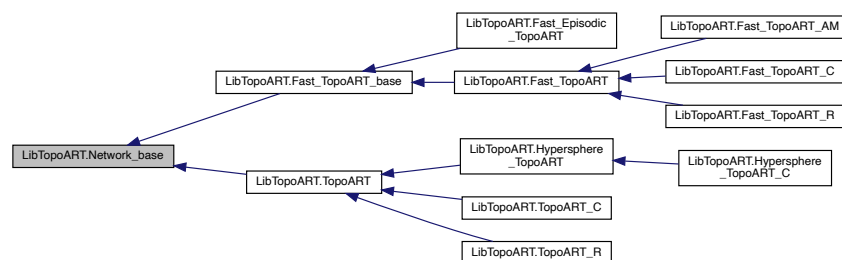 LibTopoART.Network_base
LibTopoART.Fast_TopoART_base
LibTopoART.Fast_Episodic
_TopoART
LibTopoART.Fast_TopoART
LibTopoART.Fast_TopoART_AM
LibTopoART.Fast_TopoART_C
LibTopoART.Fast_TopoART_R
LibTopoART.TopoART
LibTopoART.Hypersphere
_TopoART
LibTopoART.Hypersphere
_TopoART_C
LibTopoART.TopoART_C
LibTopoART.TopoART_R